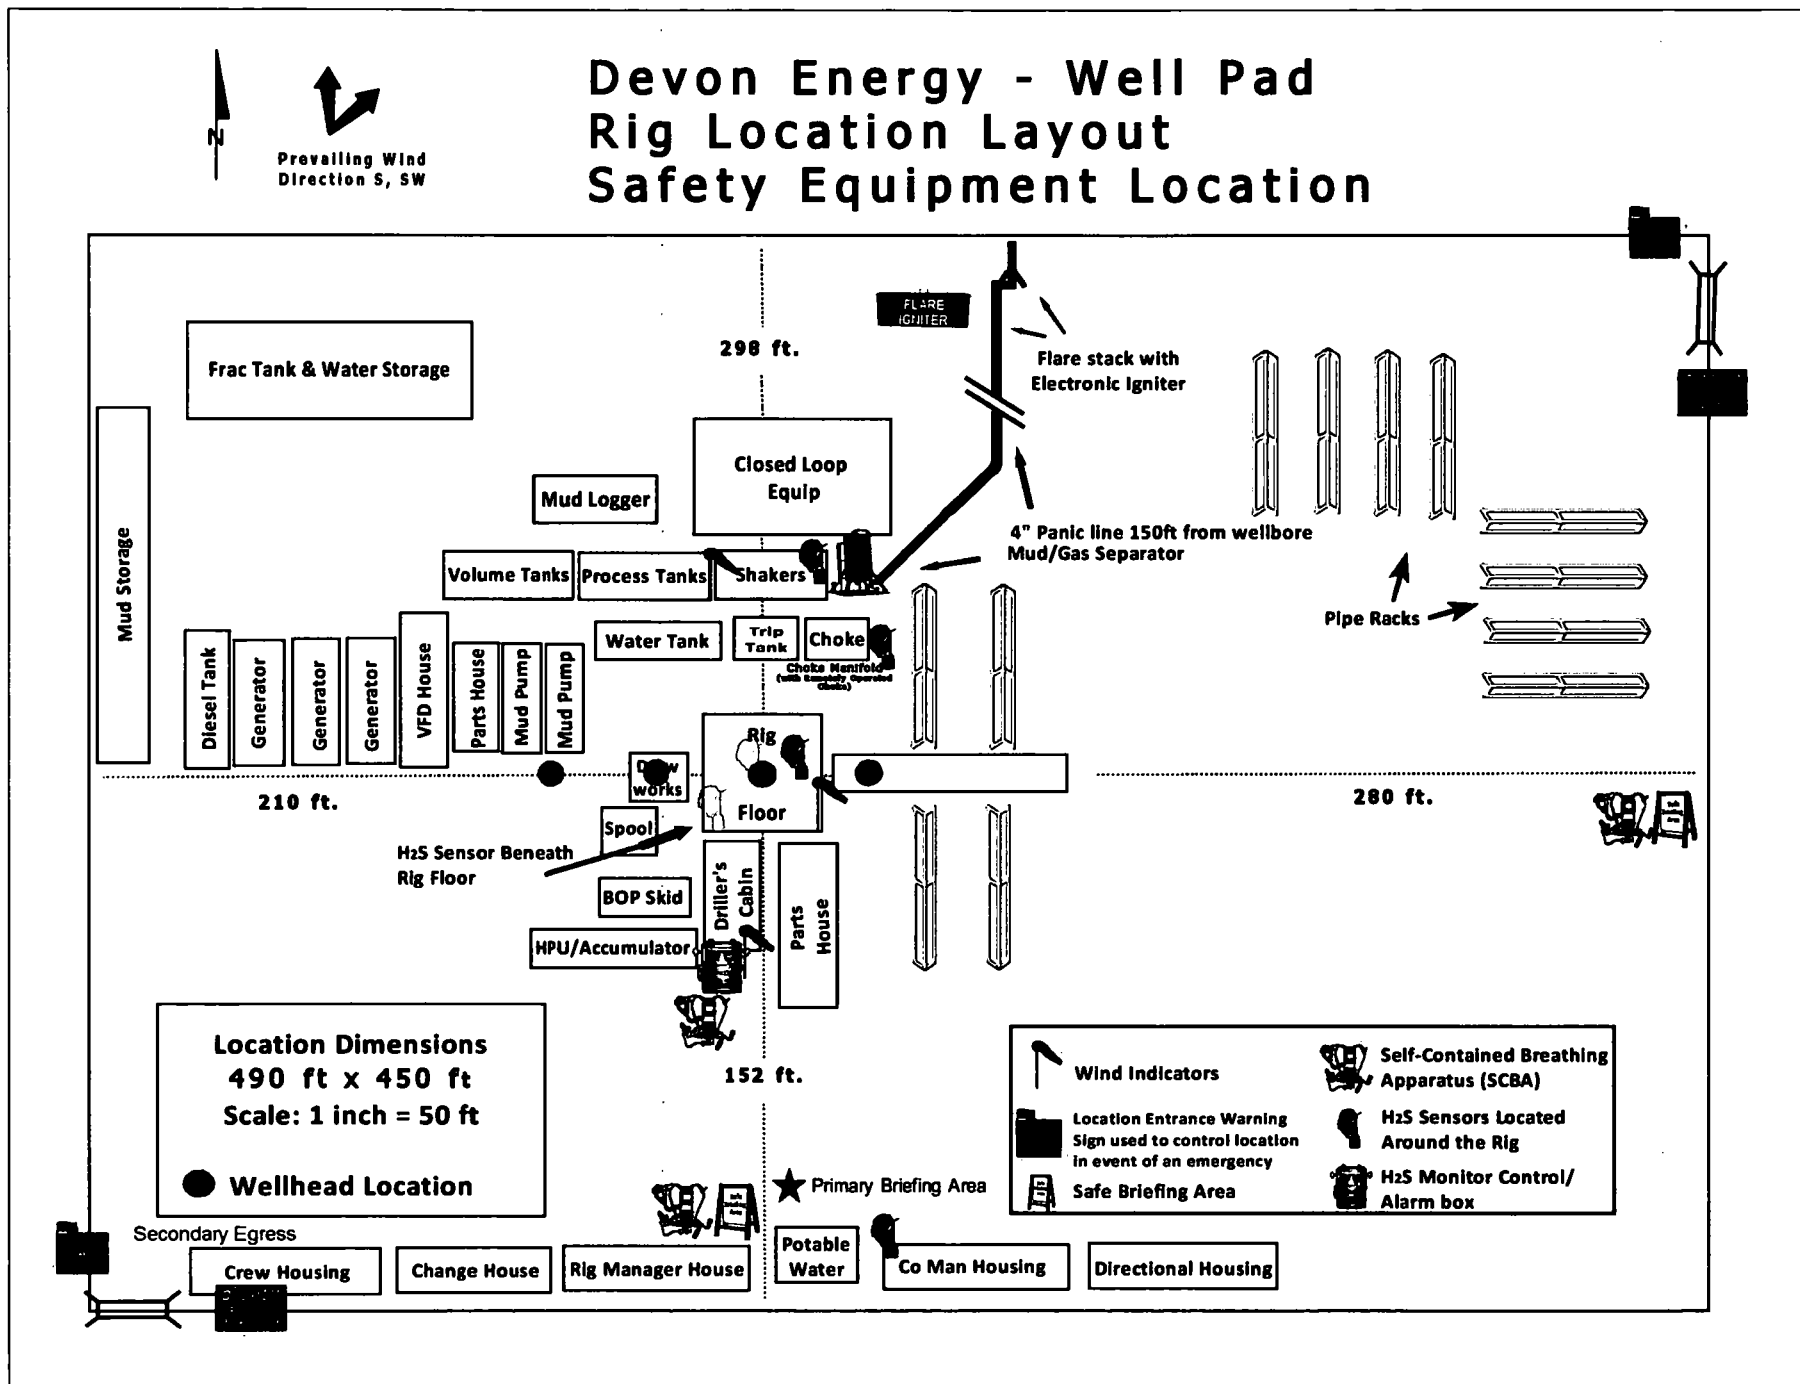 Devon Energy - Well Pad
Rig Location Layout
Safety Equipment Location
N
Prevailing Wind
Direction S, SW
FLARE
IGNITER
298 ft.
Flare stack with
Electronic Igniter
Frac Tank & Water Storage
Closed Loop
Equip
Mud Logger
4" Panic line 150ft from wellbore
Mud/Gas Separator
Mud Storage
Volume Tanks
Process Tanks
Shakers
Pipe Racks
Water Tank
Trip
Tank
Choke
Choke Manifold
(with Remotely Operated
Choke)
Diesel Tank
Generator
Generator
Generator
VFD House
Parts House
Mud Pump
Mud Pump
Rig
Floor
Draw
works
210 ft.
280 ft.
Spool
H2S Sensor Beneath
Rig Floor
BOP Skid
Driller's
Cabin
Parts
House
HPU/Accumulator
152 ft.
Location Dimensions
490 ft x 450 ft
Scale: 1 inch = 50 ft
Wellhead Location
Wind Indicators
Location Entrance Warning
Sign used to control location
in event of an emergency
Safe Briefing Area
Self-Contained Breathing
Apparatus (SCBA)
H2S Sensors Located
Around the Rig
H2S Monitor Control/
Alarm box
Primary Briefing Area
Secondary Egress
Crew Housing
Change House
Rig Manager House
Potable
Water
Co Man Housing
Directional Housing